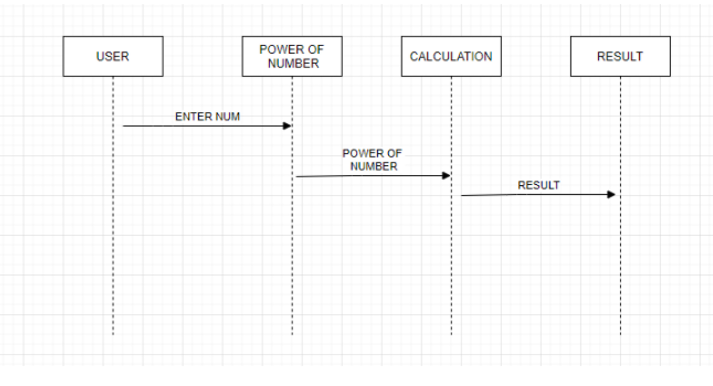 USER
POWER OF
NUMBER
CALCULATION
RESULT
ENTER NUM
POWER OF
NUMBER
RESULT